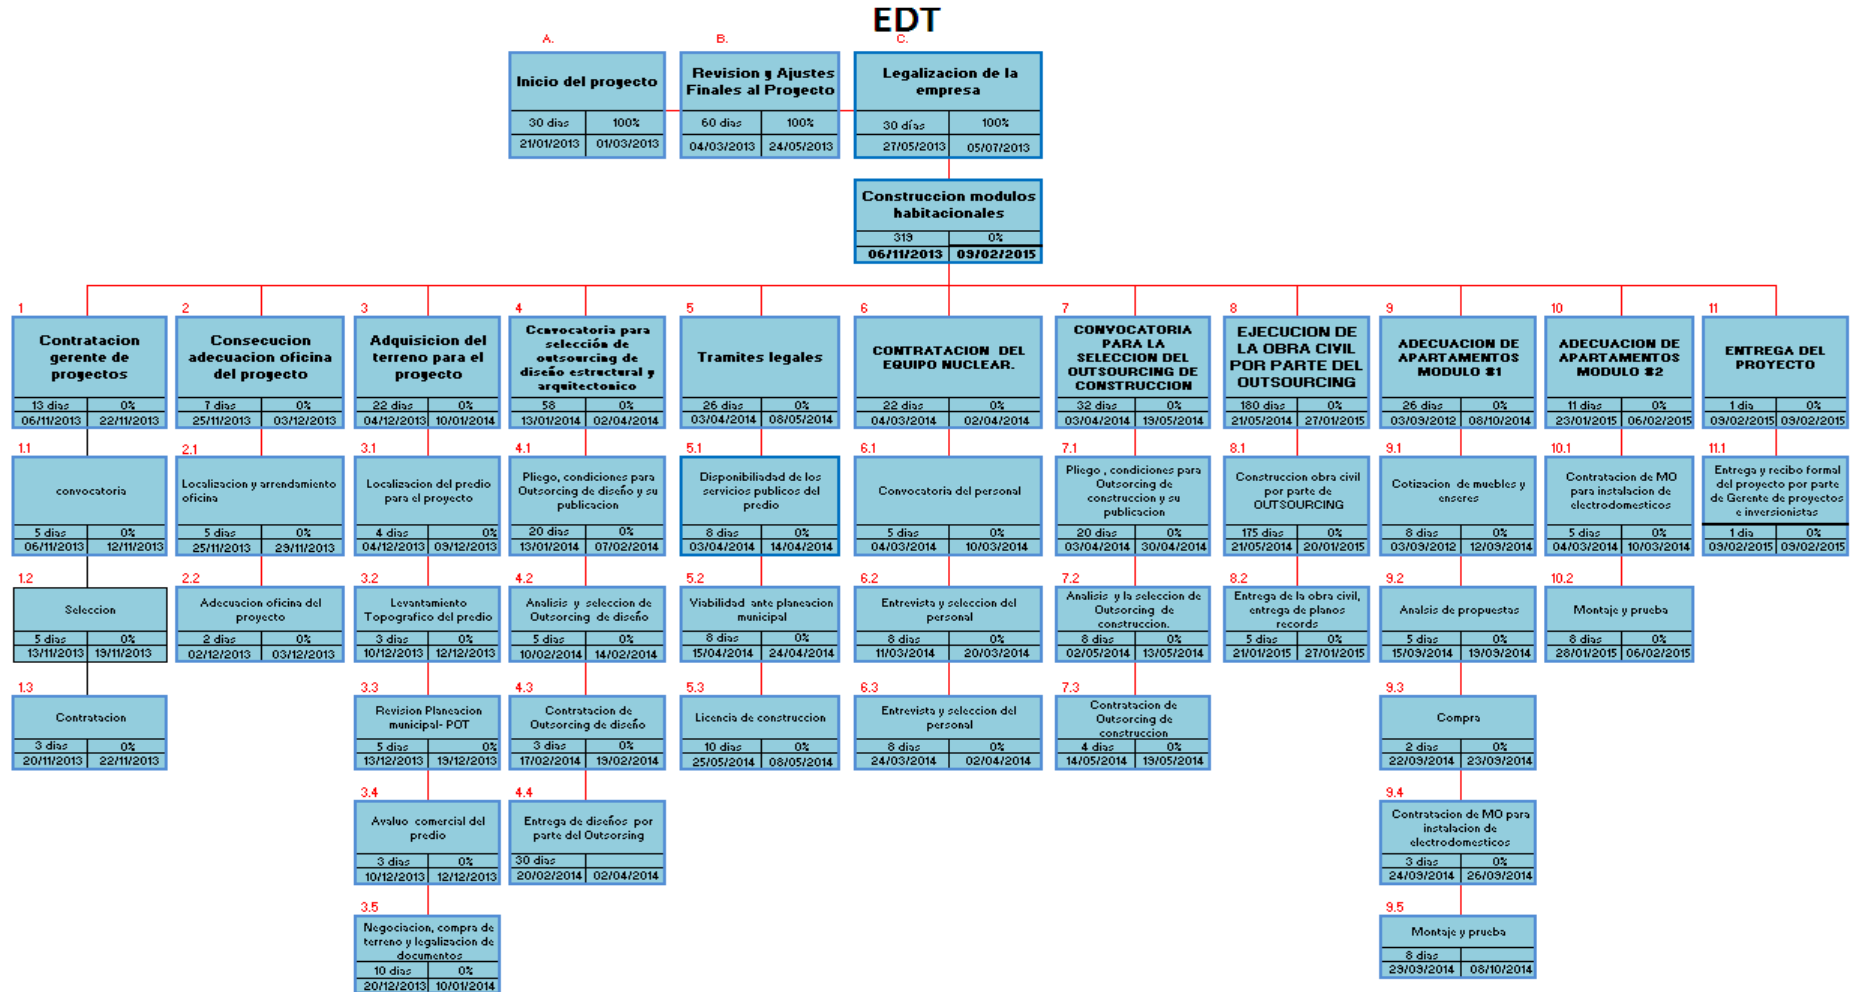 EDT
A.
Inicio del proyecto
30 dias 100%
21/01/2013 01/03/2013
B.
Revision y Ajustes
Finales al Proyecto
60 dias 100%
04/03/2013 24/05/2013
C.
Legalizacion de la
empresa
30 días 100%
27/05/2013 05/07/2013
Construccion modulos
habitacionales
319 0%
06/11/2013 09/02/2015
1
Contratacion
gerente de
proyectos
13 dias 0%
06/11/2013 22/11/2013
1.1
convocatoria
5 dias 0%
06/11/2013 12/11/2013
1.2
Seleccion
5 dias 0%
13/11/2013 19/11/2013
1.3
Contratacion
3 dias 0%
20/11/2013 22/11/2013
2
Consecucion
adecuacion oficina
del proyecto
7 dias 0%
25/11/2013 03/12/2013
2.1
Localizacion y arrendamiento
oficina
5 dias 0%
25/11/2013 29/11/2013
2.2
Adecuacion oficina del
proyecto
2 dias 0%
02/12/2013 03/12/2013
3
Adquisicion del
terreno para el
proyecto
22 dias 0%
04/12/2013 10/01/2014
3.1
Localizacion del predio
para el proyecto
4 dias 0%
04/12/2013 09/12/2013
3.2
Levantamiento
Topografico del predio
3 dias 0%
10/12/2013 12/12/2013
3.3
Revision Planeacion
municipal- POT
5 dias 0%
13/12/2013 19/12/2013
3.4
Avaluo comercial del
predio
3 dias 0%
10/12/2013 12/12/2013
3.5
Negociacion, compra de
terreno y legalizacion de
documentos
10 dias 0%
20/12/2013 10/01/2014
4
Convocatoria para
selección de
outsourcing de
diseño estructural y
arquitectonico
58 0%
13/01/2014 02/04/2014
4.1
Pliego, condiciones para
Outsorcing de diseño y su
publicacion
20 dias 0%
13/01/2014 07/02/2014
4.2
Analisis y seleccion de
Outsorcing de diseño
5 dias 0%
10/02/2014 14/02/2014
4.3
Contratacion de
Outsorcing de diseño
3 dias 0%
17/02/2014 19/02/2014
4.4
Entrega de diseños por
parte del Outsorsing
30 dias
20/02/2014 02/04/2014
5
Tramites legales
26 dias 0%
03/04/2014 08/05/2014
5.1
Disponibiliadad de los
servicios publicos del
predio
8 dias 0%
03/04/2014 14/04/2014
5.2
Viabilidad ante planeacion
municipal
8 dias 0%
15/04/2014 24/04/2014
5.3
Licencia de construccion
10 dias 0%
25/05/2014 08/05/2014
6
CONTRATACION DEL
EQUIPO NUCLEAR.
22 dias 0%
04/03/2014 02/04/2014
6.1
Convocatoria del personal
5 dias 0%
04/03/2014 10/03/2014
6.2
Entrevista y seleccion del
personal
8 dias 0%
11/03/2014 20/03/2014
6.3
Entrevista y seleccion del
personal
8 dias 0%
24/03/2014 02/04/2014
7
CONVOCATORIA
PARA LA
SELECCION DEL
OUTSOURCING DE
CONSTRUCCION
32 dias 0%
03/04/2014 19/05/2014
7.1
Pliego , condiciones para
Outsorcing de
construccion y su
publicacion
20 dias 0%
03/04/2014 30/04/2014
7.2
Analisis y la seleccion de
Outsorcing de
construccion.
8 dias 0%
02/05/2014 13/05/2014
7.3
Contratacion de
Outsorcing de
construccion
4 dias 0%
14/05/2014 19/05/2014
8
EJECUCION DE
LA OBRA CIVIL
POR PARTE DEL
OUTSOURCING
180 dias 0%
21/05/2014 27/01/2015
8.1
Construccion obra civil
por parte de
OUTSOURCING
175 dias 0%
21/05/2014 20/01/2015
8.2
Entrega de la obra civil,
entrega de planos
records
5 dias 0%
21/01/2015 27/01/2015
9
ADECUACION DE
APARTAMENTOS
MODULO #1
26 dias 0%
03/09/2012 08/10/2014
9.1
Cotizacion de muebles y
enseres
8 dias 0%
03/09/2012 12/09/2014
9.2
Analsis de propuestas
5 dias 0%
15/09/2014 19/09/2014
9.3
Compra
2 dias 0%
22/09/2014 23/09/2014
9.4
Contratacion de MO para
instalacion de
electrodomesticos
3 dias 0%
24/09/2014 26/09/2014
9.5
Montaje y prueba
8 dias
29/09/2014 08/10/2014
10
ADECUACION DE
APARTAMENTOS
MODULO #2
11 dias 0%
23/01/2015 06/02/2015
10.1
Contratacion de MO
para instalacion de
electrodomesticos
5 dias 0%
04/03/2014 10/03/2014
10.2
Montaje y prueba
8 dias 0%
28/01/2015 06/02/2015
11
ENTREGA DEL
PROYECTO
1 dia 0%
09/02/2015 09/02/2015
11.1
Entrega y recibo formal
del proyecto por parte
de Gerente de proyectos
e inversionistas
1 dia 0%
09/02/2015 09/02/2015